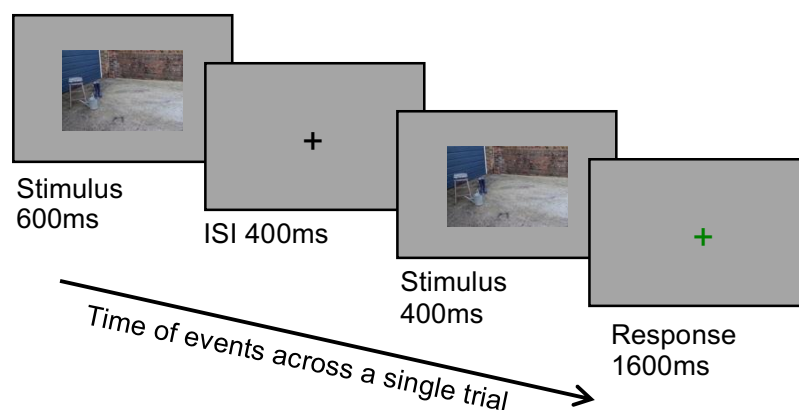 Stimulus
600ms
ISI 400ms
Stimulus
400ms
Response
1600ms
Time of events across a single trial